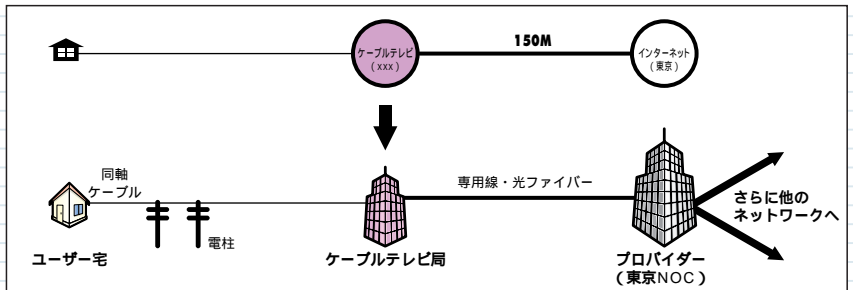 ケーブルテレビ
(xxx)
150M
インターネット
(東京)
同軸
ケーブル
電柱
ユーザー宅
専用線・光ファイバー
ケーブルテレビ局
プロバイダー
(東京NOC)
さらに他の
ネットワークへ